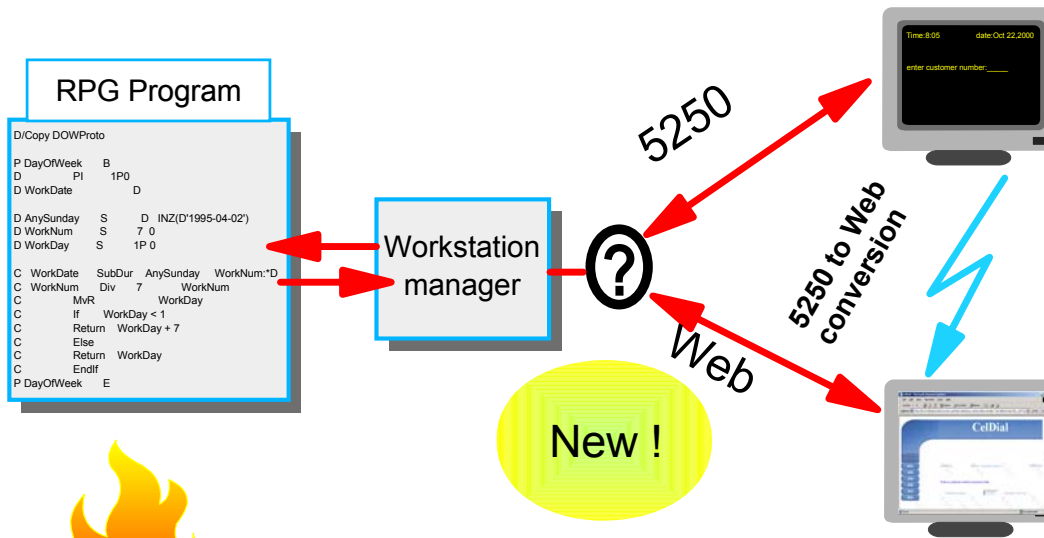 RPG Program
D/Copy DOWProto
P DayOfWeek B
D PI 1P0
D WorkDate D
D AnySunday S D INZ(D'1995-04-02')
D WorkNum S 7 0
D WorkDay S 1P 0
C WorkDate SubDur AnySunday WorkNum:*D
C WorkNum Div 7 WorkNum
C MvR WorkDay
C If WorkDay < 1
C Return WorkDay + 7
C Else
C Return WorkDay
C EndIf
P DayOfWeek E
Workstation
manager
?
5250
Web
New !
Time:8:05 date:Oct 22,2000
enter customer number:_____
5250 to Web
conversion
CelDial